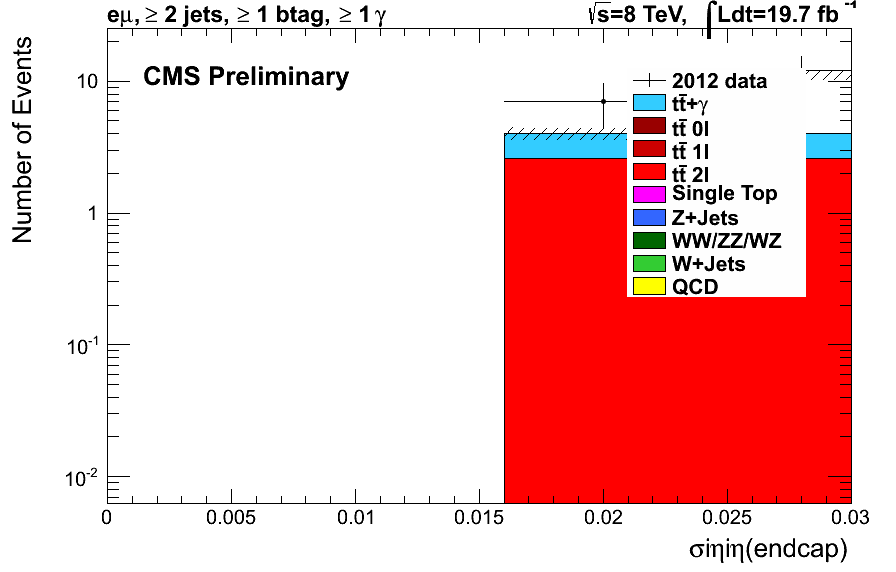 eμ, ≥ 2 jets, ≥ 1 btag, ≥ 1 γ
√s=8 TeV, ∫Ldt=19.7 fb⁻¹
CMS Preliminary
Number of Events
10
1
10⁻¹
10⁻²
2012 data
tt̄+γ
tt̄ 0l
tt̄ 1l
tt̄ 2l
Single Top
Z+Jets
WW/ZZ/WZ
W+Jets
QCD
0 0.005 0.01 0.015 0.02 0.025 0.03
σiηiη(endcap)